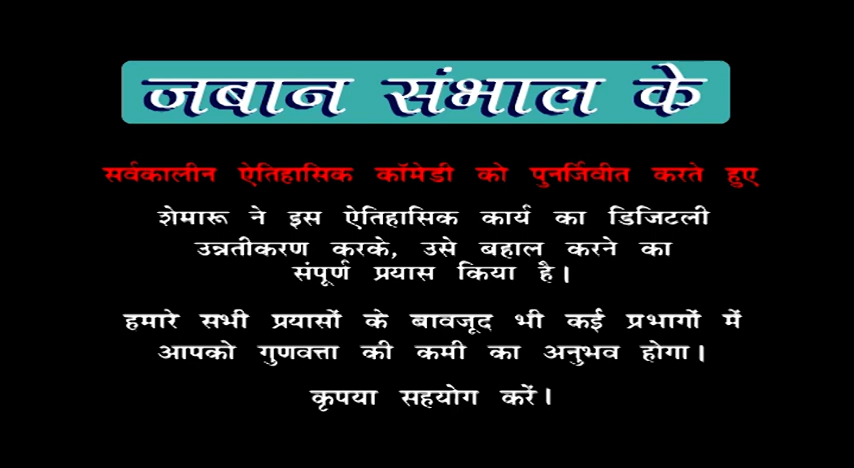 जबान संभाल के
सर्वकालीन ऐतिहासिक कॉमेडी को पुनर्जिवीत करते हुए
शेमारू ने इस ऐतिहासिक कार्य का डिजिटली
उन्नतीकरण करके, उसे बहाल करने का
संपूर्ण प्रयास किया है।
हमारे सभी प्रयासों के बावजूद भी कई प्रभागों में
आपको गुणवत्ता की कमी का अनुभव होगा।
कृपया सहयोग करें।